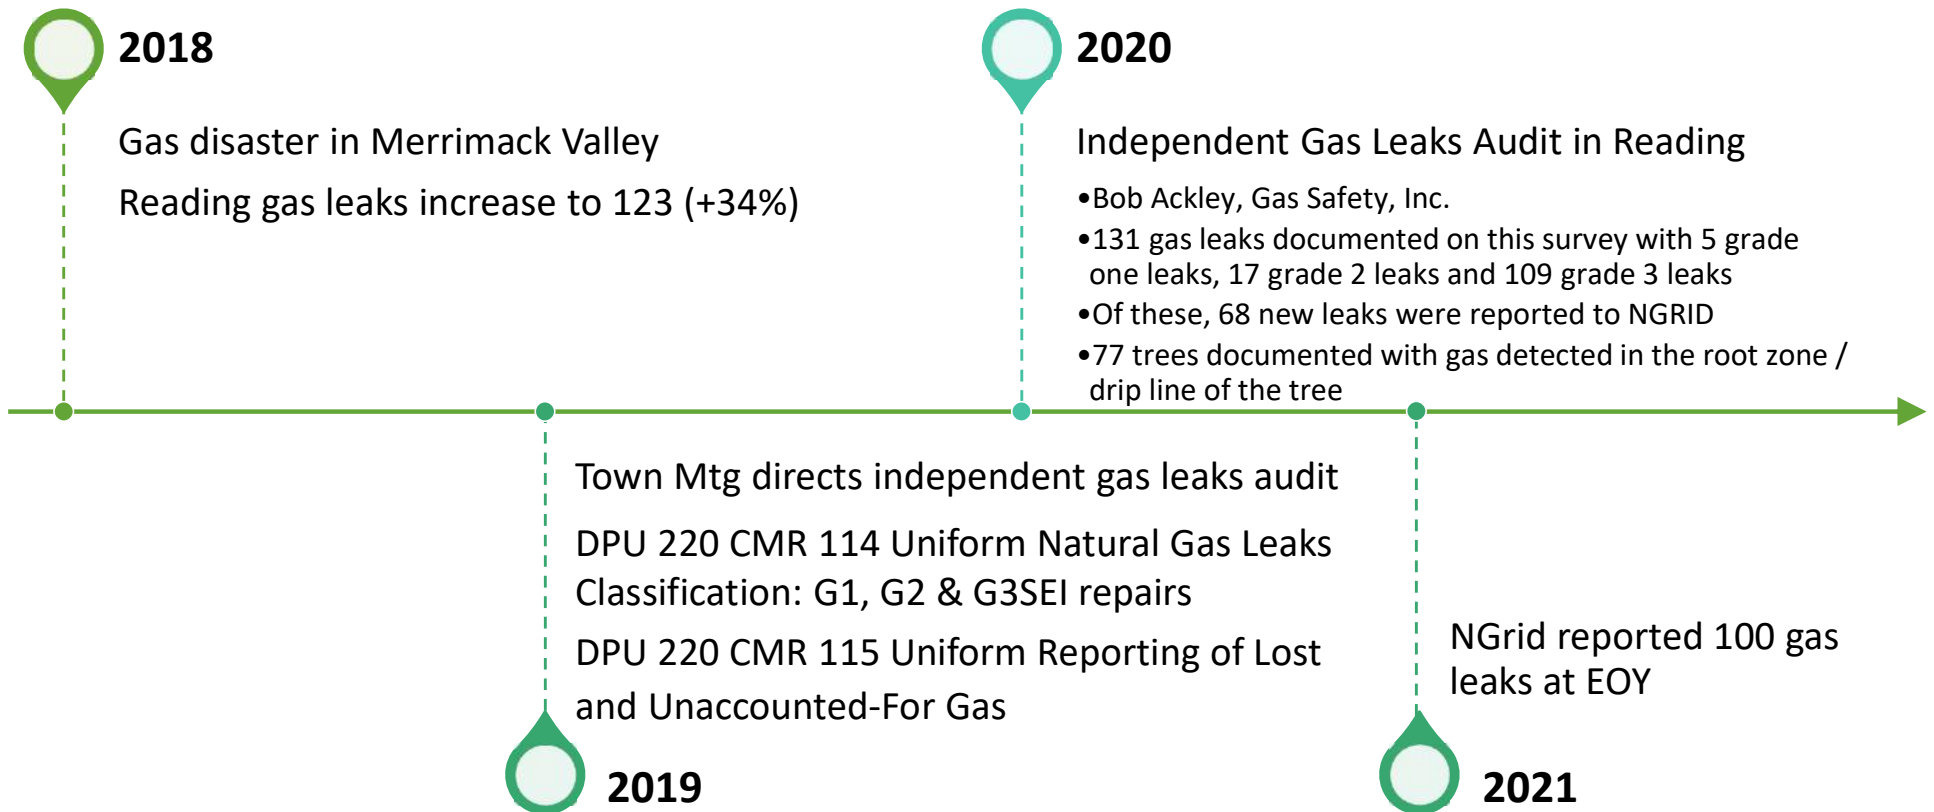 2018
Gas disaster in Merrimack Valley
Reading gas leaks increase to 123 (+34%)
2020
Independent Gas Leaks Audit in Reading
•Bob Ackley, Gas Safety, Inc.
•131 gas leaks documented on this survey with 5 grade
one leaks, 17 grade 2 leaks and 109 grade 3 leaks
•Of these, 68 new leaks were reported to NGRID
•77 trees documented with gas detected in the root zone /
drip line of the tree
Town Mtg directs independent gas leaks audit
DPU 220 CMR 114 Uniform Natural Gas Leaks
Classification: G1, G2 & G3SEI repairs
DPU 220 CMR 115 Uniform Reporting of Lost
and Unaccounted-For Gas
2019
NGrid reported 100 gas
leaks at EOY
2021